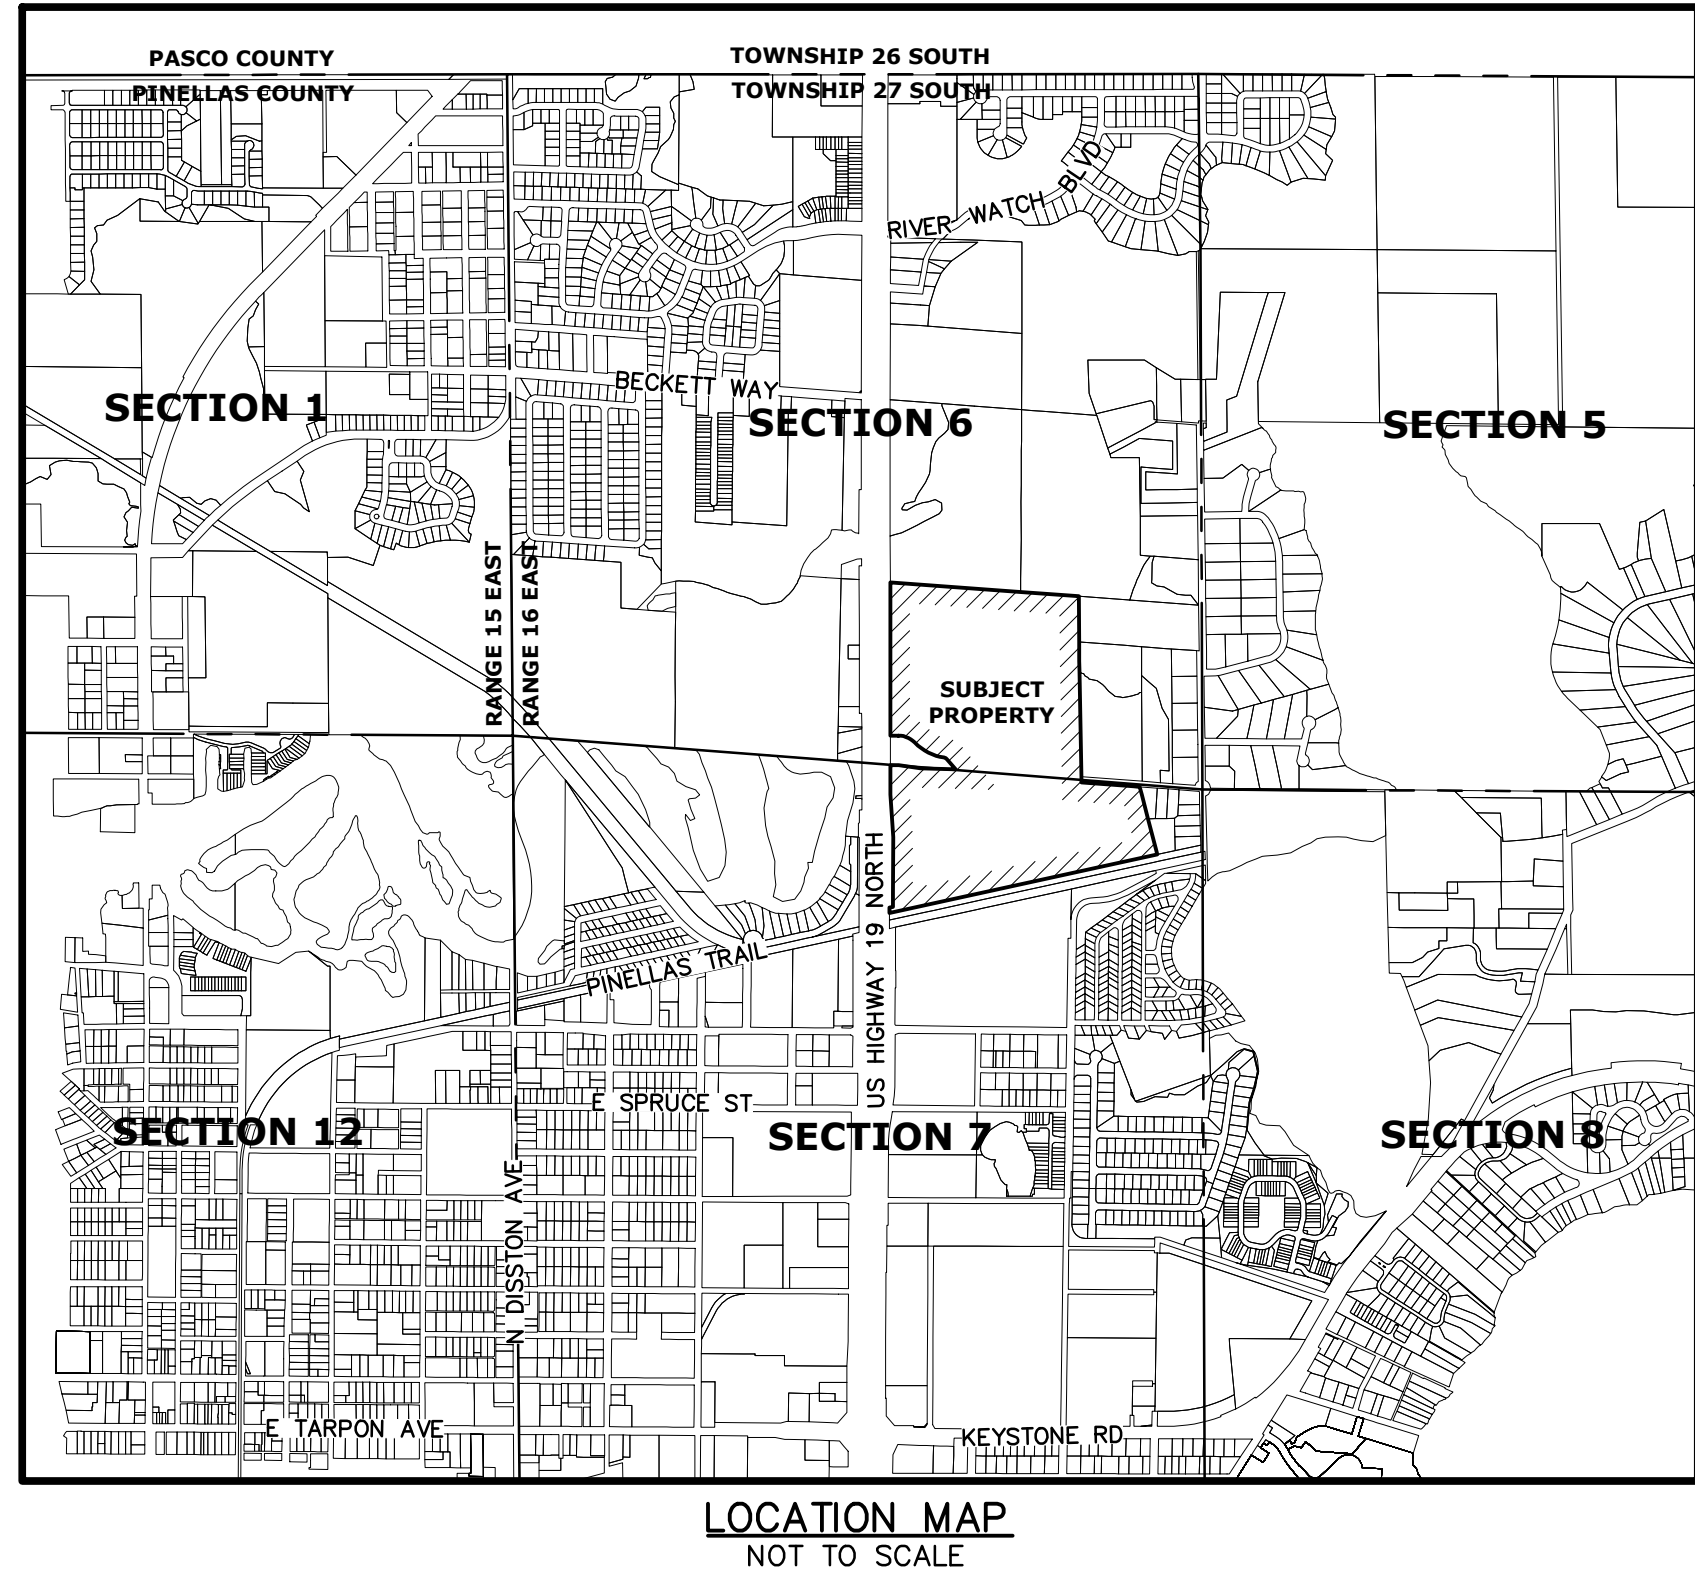 PASCO COUNTY
PINELLAS COUNTY
TOWNSHIP 26 SOUTH
TOWNSHIP 27 SOUTH
RIVER WATCH BLVD
BECKETT WAY
SECTION 1
SECTION 6
SECTION 5
RANGE 15 EAST
RANGE 16 EAST
SUBJECT
PROPERTY
US HIGHWAY 19 NORTH
PINELLAS TRAIL
E SPRUCE ST
SECTION 12
SECTION 7
SECTION 8
N DISSTON AVE
E TARPON AVE
KEYSTONE RD
LOCATION MAP
NOT TO SCALE